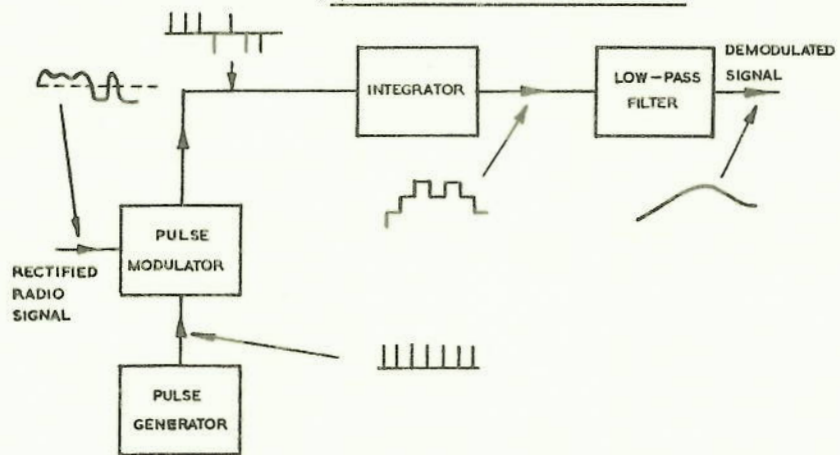 DEMODULATED
SIGNAL
INTEGRATOR
LOW-PASS
FILTER
PULSE
MODULATOR
RECTIFIED
RADIO
SIGNAL
PULSE
GENERATOR